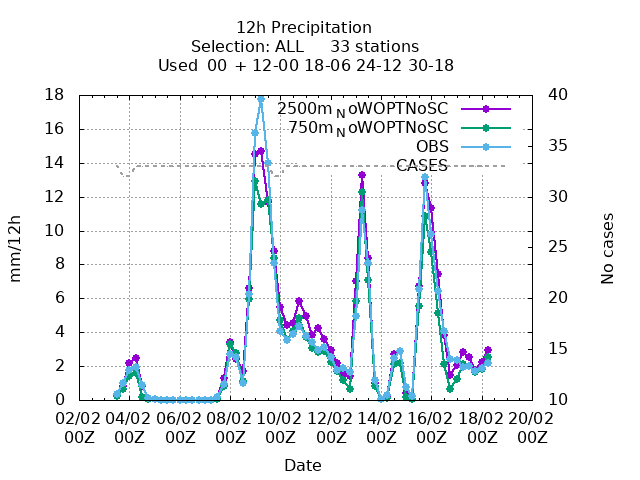 12h Precipitation
Selection: ALL 33 stations
Used 00 + 12-00 18-06 24-12 30-18
18 40
2500m_NoWOPTNoSC
16
750m_NoWOPTNoSC
35
OBS
14
CASES
12 30
10
25
8
6 20
4
15
2
0 10
02/02 04/02 06/02 08/02 10/02 12/02 14/02 16/02 18/02 20/02
00Z 00Z 00Z 00Z 00Z 00Z 00Z 00Z 00Z 00Z
Date
mm/12h
No cases